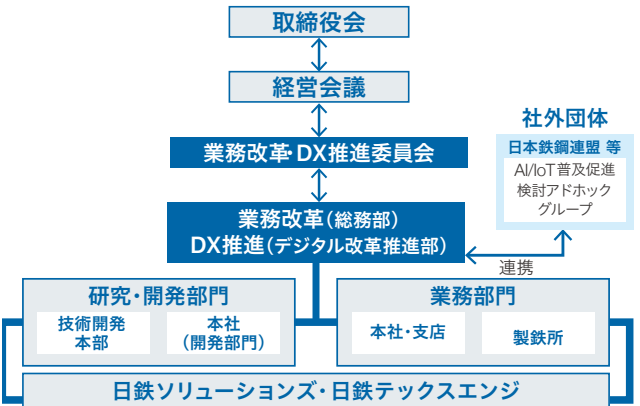 取締役会
経営会議
業務改革・DX推進委員会
社外団体
日本鉄鋼連盟 等
AI/IoT普及促進
検討アドホック
グループ
業務改革(総務部)
DX推進(デジタル改革推進部)
連携
研究・開発部門
技術開発
本部
本社
(開発部門)
業務部門
本社・支店
製鉄所
日鉄ソリューションズ・日鉄テックスエンジ